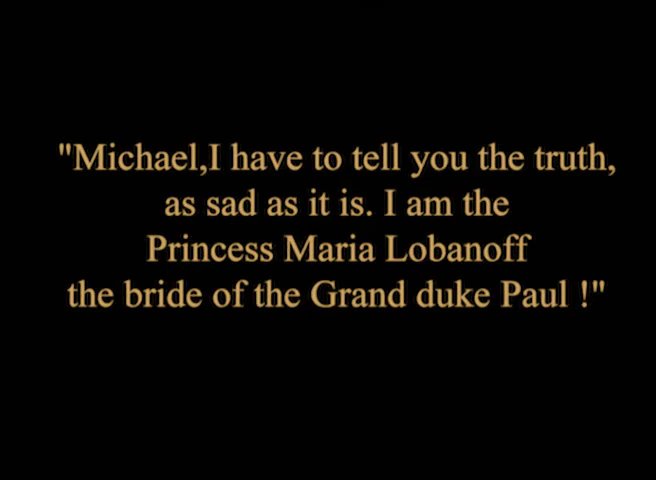 "Michael,I have to tell you the truth,
as sad as it is. I am the
Princess Maria Lobanoff
the bride of the Grand duke Paul !"